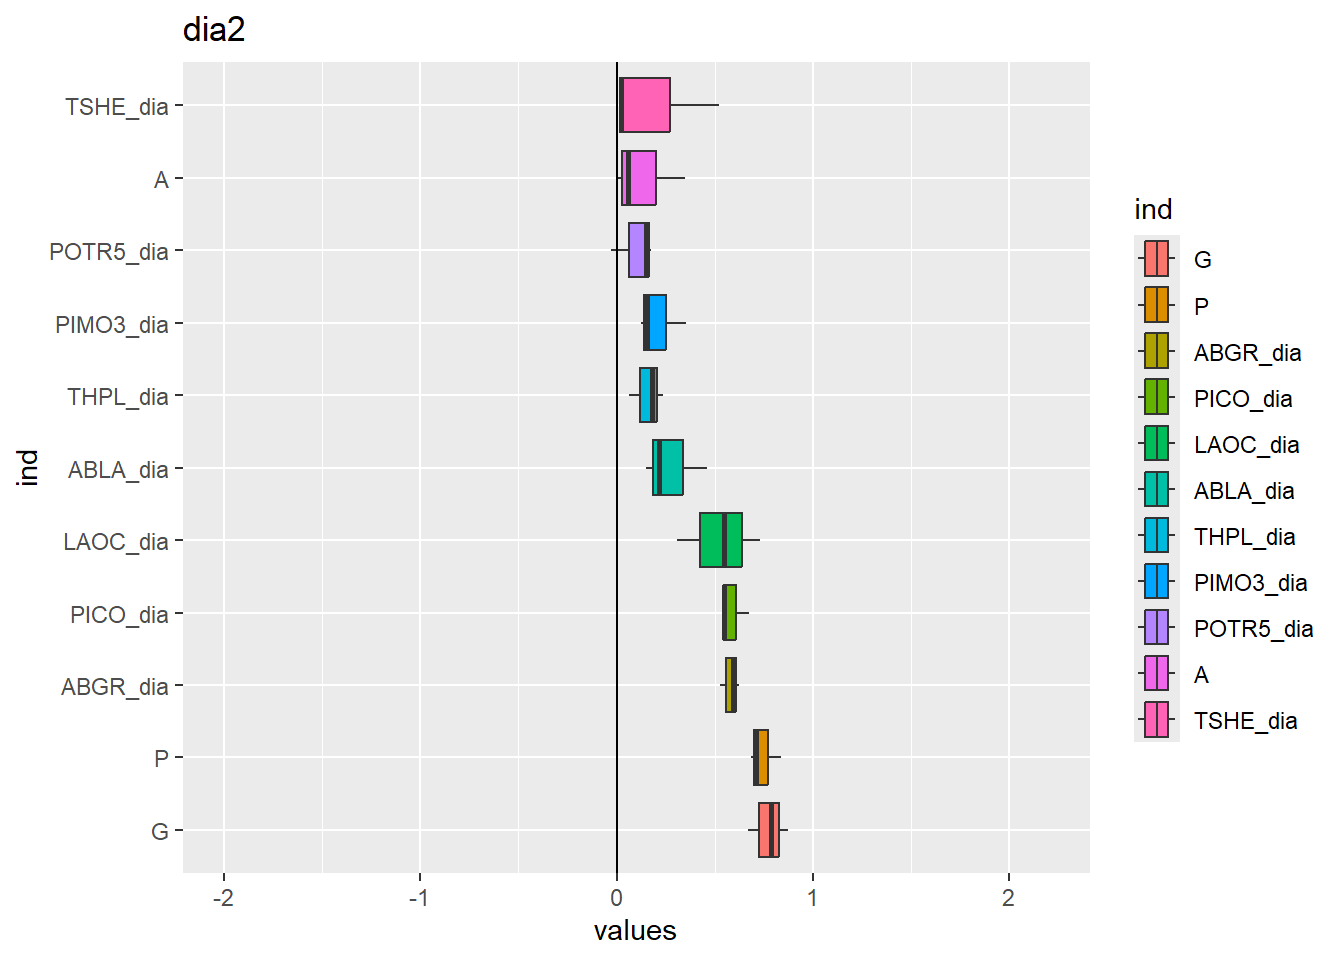 dia2
TSHE_dia
A
POTR5_dia
PIMO3_dia
THPL_dia
ABLA_dia
LAOC_dia
PICO_dia
ABGR_dia
P
G
ind
-2 -1 0 1 2
values
ind
G
P
ABGR_dia
PICO_dia
LAOC_dia
ABLA_dia
THPL_dia
PIMO3_dia
POTR5_dia
A
TSHE_dia